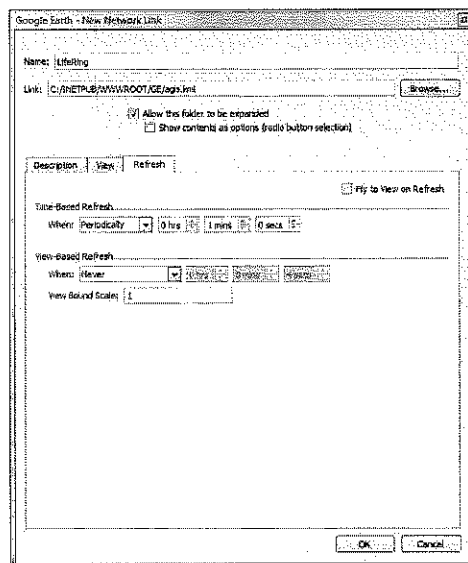 Google Earth - New Network Link
Name: LifeRing
Link: C:/INETPUB/WWWROOT/GE/agis.kml Browse...
Allow this folder to be expanded
Show contents as options (radio button selection)
Description View Refresh
Fly to View on Refresh
Time-Based Refresh
When: Periodically 0 hrs 1 mins 0 secs
View-Based Refresh
When: Never
View Bound Scale: 1
OK Cancel